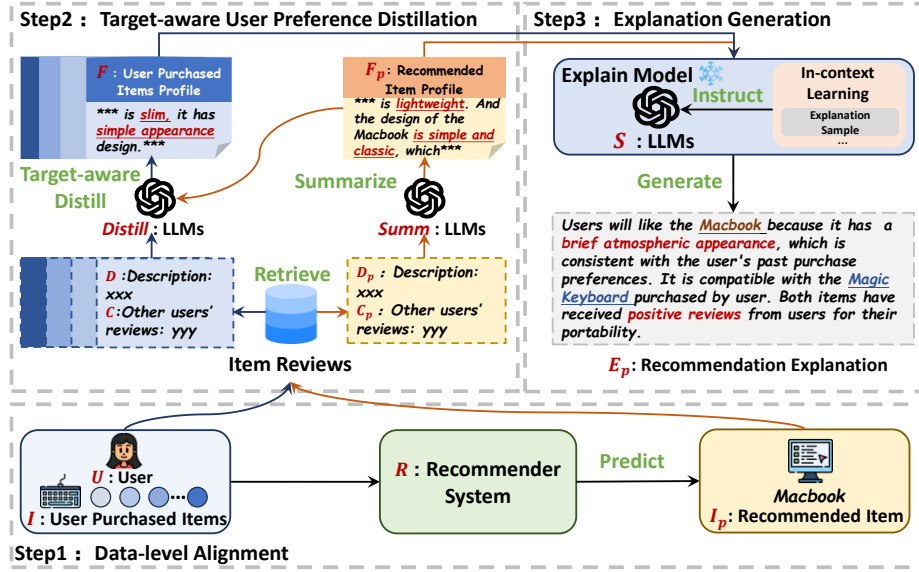 Step2： Target-aware User Preference Distillation
F : User Purchased
Items Profile
*** is slim, it has
simple appearance
design.***
F_p : Recommended
Item Profile
*** is lightweight. And
the design of the
Macbook is simple and
classic, which***
Target-aware
Distill
Summarize
Distill : LLMs
Summ : LLMs
D :Description:
xxx
C :Other users'
reviews: yyy
Retrieve
D_p : Description:
xxx
C_p : Other users'
reviews: yyy
Item Reviews
Step3： Explanation Generation
Explain Model
Instruct
S : LLMs
In-context
Learning
Explanation
Sample
...
Generate
Users will like the Macbook because it has a
brief atmospheric appearance, which is
consistent with the user's past purchase
preferences. It is compatible with the Magic
Keyboard purchased by user. Both items have
received positive reviews from users for their
portability.
E_p: Recommendation Explanation
U : User
I : User Purchased Items
R : Recommender
System
Predict
Macbook
I_p: Recommended Item
Step1： Data-level Alignment